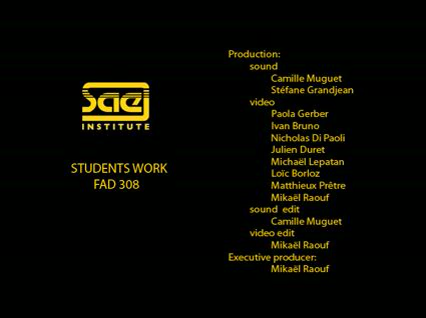 sae
INSTITUTE
STUDENTS WORK
FAD 308
Production:
sound
Camille Muguet
Stéfane Grandjean
video
Paola Gerber
Ivan Bruno
Nicholas Di Paoli
Julien Duret
Michaël Lepatan
Loïc Borloz
Matthieux Prêtre
Mikaël Raouf
sound edit
Camille Muguet
video edit
Mikaël Raouf
Executive producer:
Mikaël Raouf